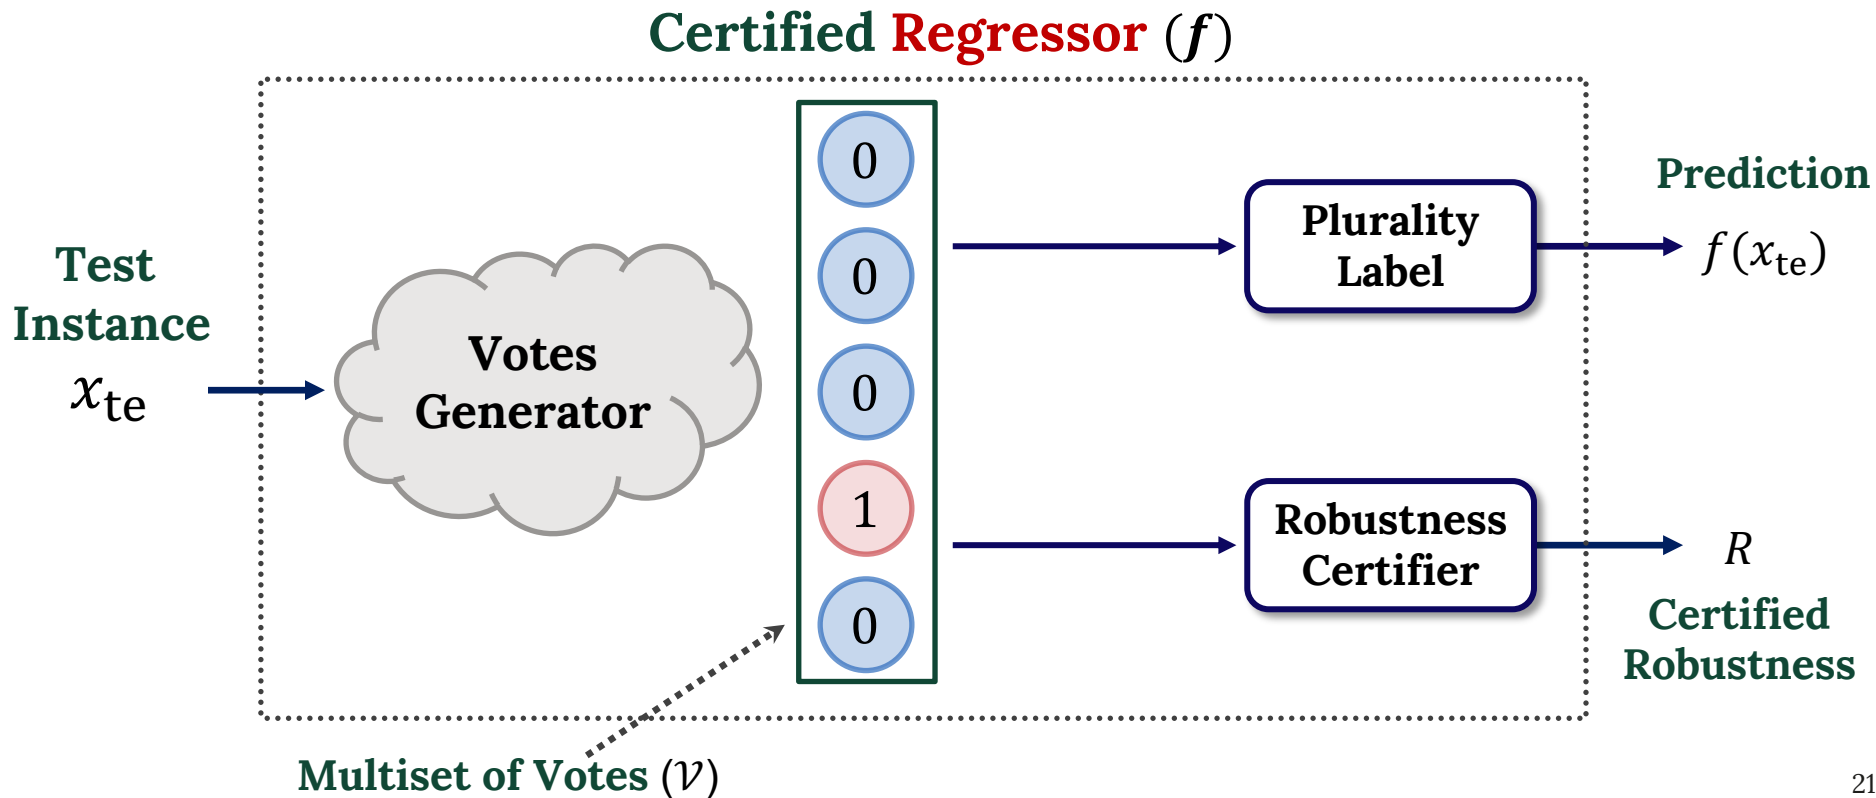 Certified Regressor (f)
Test
Instance
x_te
Votes
Generator
0
0
0
1
0
Plurality
Label
Prediction
f(x_te)
Robustness
Certifier
R
Certified
Robustness
Multiset of Votes (𝒱)
21